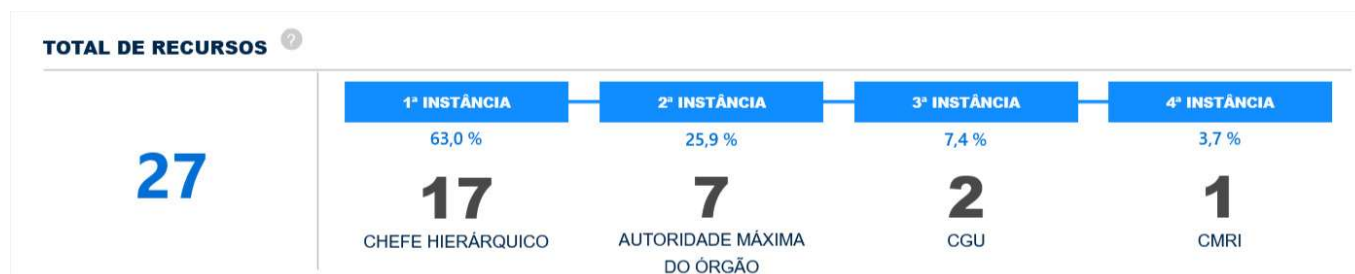 TOTAL DE RECURSOS ?
27
1ª INSTÂNCIA
63,0 %
17
CHEFE HIERÁRQUICO
2ª INSTÂNCIA
25,9 %
7
AUTORIDADE MÁXIMA
DO ÓRGÃO
3ª INSTÂNCIA
7,4 %
2
CGU
4ª INSTÂNCIA
3,7 %
1
CMRI